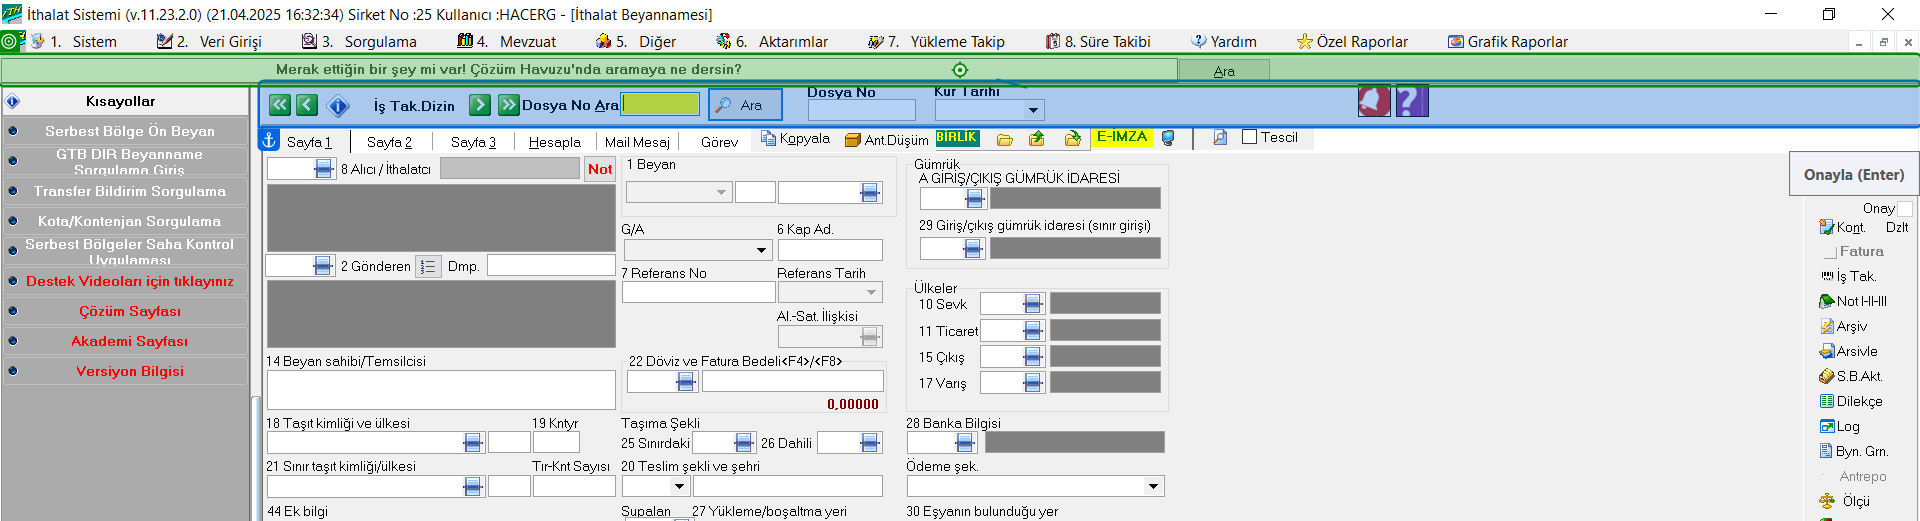 İthalat Sistemi (v.11.23.2.0) (21.04.2025 16:32:34) Sirket No :25 Kullanıcı :HACERG - [İthalat Beyannamesi]
1. Sistem 2. Veri Girişi 3. Sorgulama 4. Mevzuat 5. Diğer 6. Aktarımlar 7. Yükleme Takip 8. Süre Takibi Yardım Özel Raporlar Grafik Raporlar
Merak ettiğin bir şey mi var! Çözüm Havuzu'nda aramaya ne dersin? Ara
Kısayollar
Serbest Bölge Ön Beyan
GTB DIR Beyanname
Sorgulama Giriş
Transfer Bildirim Sorgulama
Kota/Kontenjan Sorgulama
Serbest Bölgeler Saha Kontrol
Uygulaması
Destek Videoları için tıklayınız
Çözüm Sayfası
Akademi Sayfası
Versiyon Bilgisi
İş Tak.Dizin Dosya No Ara Ara Dosya No Kur Tarihi
Sayfa 1 Sayfa 2 Sayfa 3 Hesapla Mail Mesaj Görev Kopyala Ant.Düşüm BİRLİK E-İMZA Tescil
8 Alıcı / İthalatcı Not
2 Gönderen Dmp.
14 Beyan sahibi/Temsilcisi
18 Taşıt kimliği ve ülkesi 19 Kntyr
21 Sınır taşıt kimliği/ülkesi Tır-Knt Sayısı
44 Ek bilgi
1 Beyan
G/A 6 Kap Ad.
7 Referans No Referans Tarih
Al.-Sat. İlişkisi
22 Döviz ve Fatura Bedeli<F4>/<F8>
0,00000
Taşıma Şekli
25 Sınırdaki 26 Dahili
20 Teslim şekli ve şehri
Supalan 27 Yükleme/boşaltma yeri
Gümrük
A GİRİŞ/ÇIKIŞ GÜMRÜK İDARESİ
29 Giriş/çıkış gümrük idaresi (sınır girişi)
Ülkeler
10 Sevk
11 Ticaret
15 Çıkış
17 Varış
28 Banka Bilgisi
Ödeme şek.
30 Eşyanın bulunduğu yer
Onayla (Enter)
Onay
Kont. Dzlt
Fatura
İş Tak.
Not I-II-III
Arşiv
Arsivle
S.B.Akt.
Dilekçe
Log
Byn. Grn.
Antrepo
Ölçü